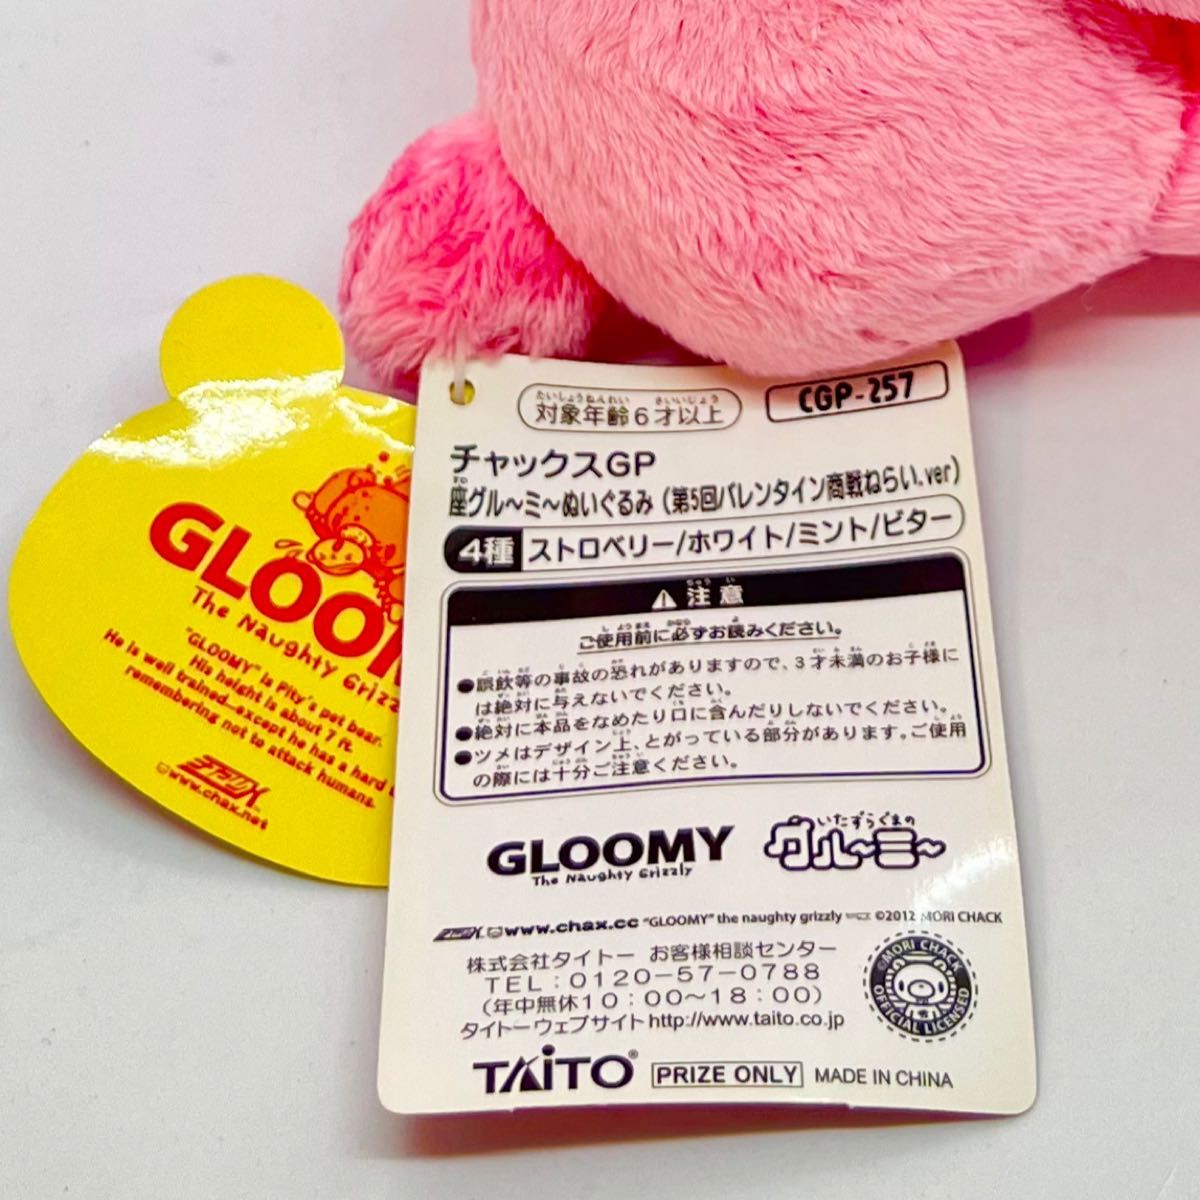 GLOOM
The Naughty Grizz
"GLOOMY" is Pity's pet bear.
His height is about 7 ft.
He is well trained...except he has a hard
remembering not to attack humans.
www.chax.net
たいしょうねんれい さいいじょう
対象年齢6才以上
CGP-257
チャックスGP
すわ
座グル〜ミ〜ぬいぐるみ(第5回バレンタイン商戦ねらい.ver)
4種 ストロベリー/ホワイト/ミント/ビター
ちゅう い
⚠注意
ご使用前に必ずお読みください。
●誤飲等の事故の恐れがありますので、3才未満のお子様に
は絶対に与えないでください。
●絶対に本品をなめたり口に含んだりしないでください。
●ツメはデザイン上、とがっている部分があります。ご使用
の際には十分ご注意ください。
GLOOMY
The Naughty Grizzly
いたずらぐまの
グル〜ミ〜
www.chax.cc "GLOOMY" the naughty grizzly ©2012 MORI CHACK
株式会社タイトー お客様相談センター
TEL:0120-57-0788
(年中無休10:00〜18:00)
タイトーウェブサイト http://www.taito.co.jp
©MORI CHACK
OFFICIAL LICENSED
TAITO® PRIZE ONLY MADE IN CHINA